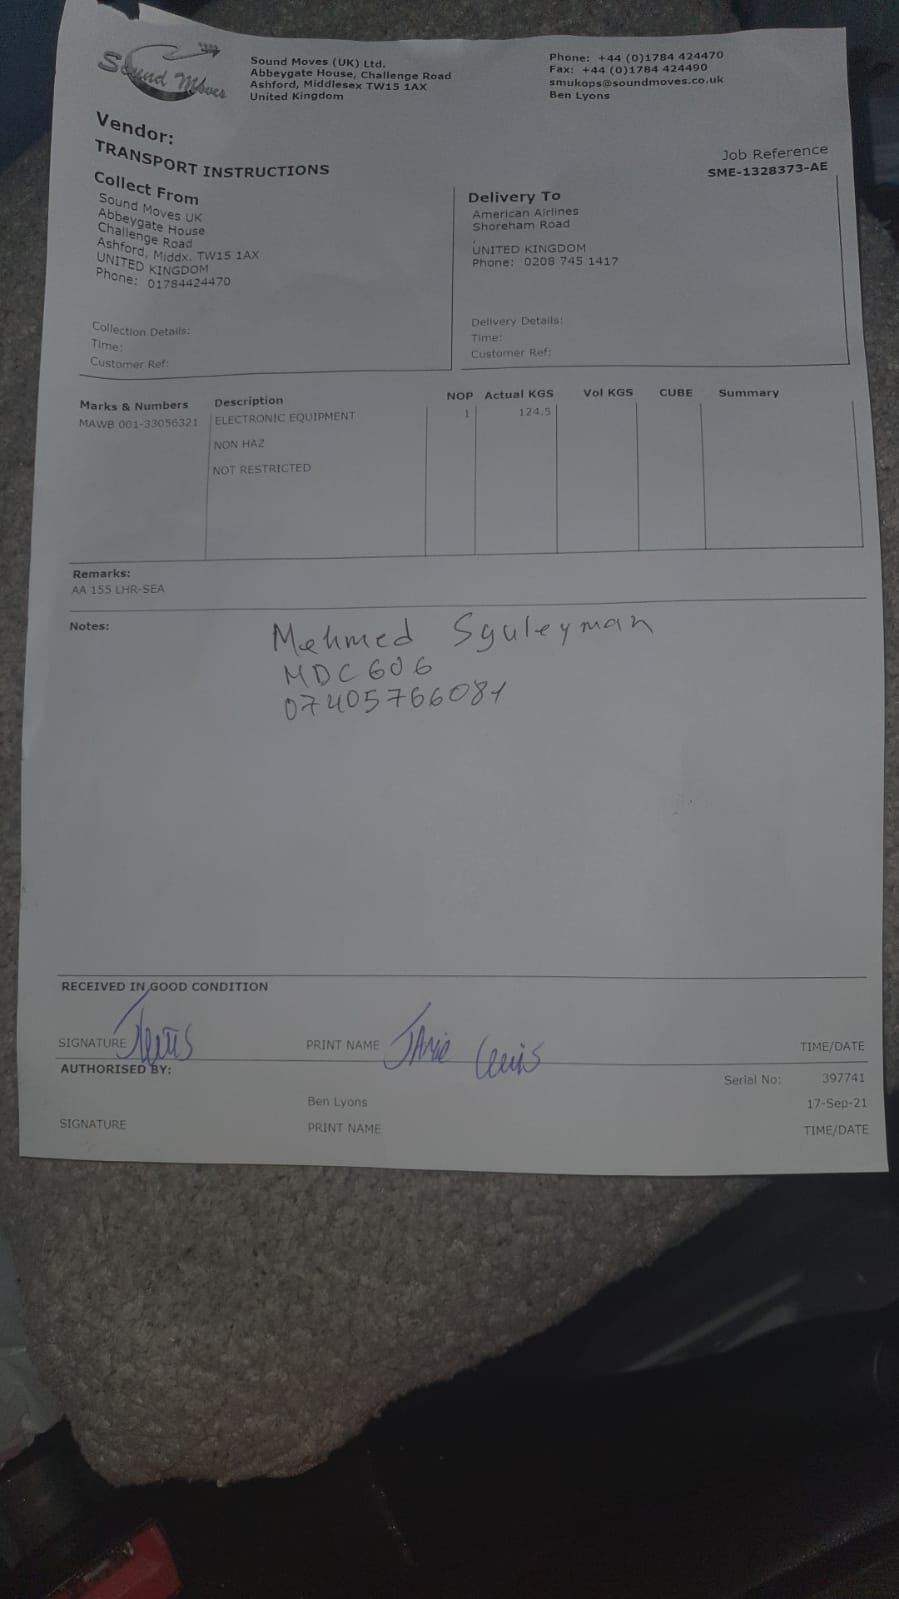 Sound Moves
Sound Moves (UK) Ltd.
Abbeygate House, Challenge Road
Ashford, Middlesex TW15 1AX
United Kingdom
Phone: +44 (0)1784 424470
Fax: +44 (0)1784 424490
smukops@soundmoves.co.uk
Ben Lyons
Vendor:
TRANSPORT INSTRUCTIONS
Job Reference
SME-1328373-AE
Collect From
Sound Moves UK
Abbeygate House
Challenge Road
Ashford, Middx. TW15 1AX
UNITED KINGDOM
Phone: 01784424470
Collection Details:
Time:
Customer Ref:
Delivery To
American Airlines
Shoreham Road
,
UNITED KINGDOM
Phone: 0208 745 1417
Delivery Details:
Time:
Customer Ref:
Marks & Numbers Description NOP Actual KGS Vol KGS CUBE Summary
MAWB 001-33056321 ELECTRONIC EQUIPMENT 1 124.5
NON HAZ
NOT RESTRICTED
Remarks:
AA 155 LHR-SEA
Notes:
Mehmed Syuleyman
MDC606
07405766081
RECEIVED IN GOOD CONDITION
SIGNATURE PRINT NAME Jamie Lewis TIME/DATE
AUTHORISED BY:
Serial No: 397741
Ben Lyons 17-Sep-21
SIGNATURE PRINT NAME TIME/DATE